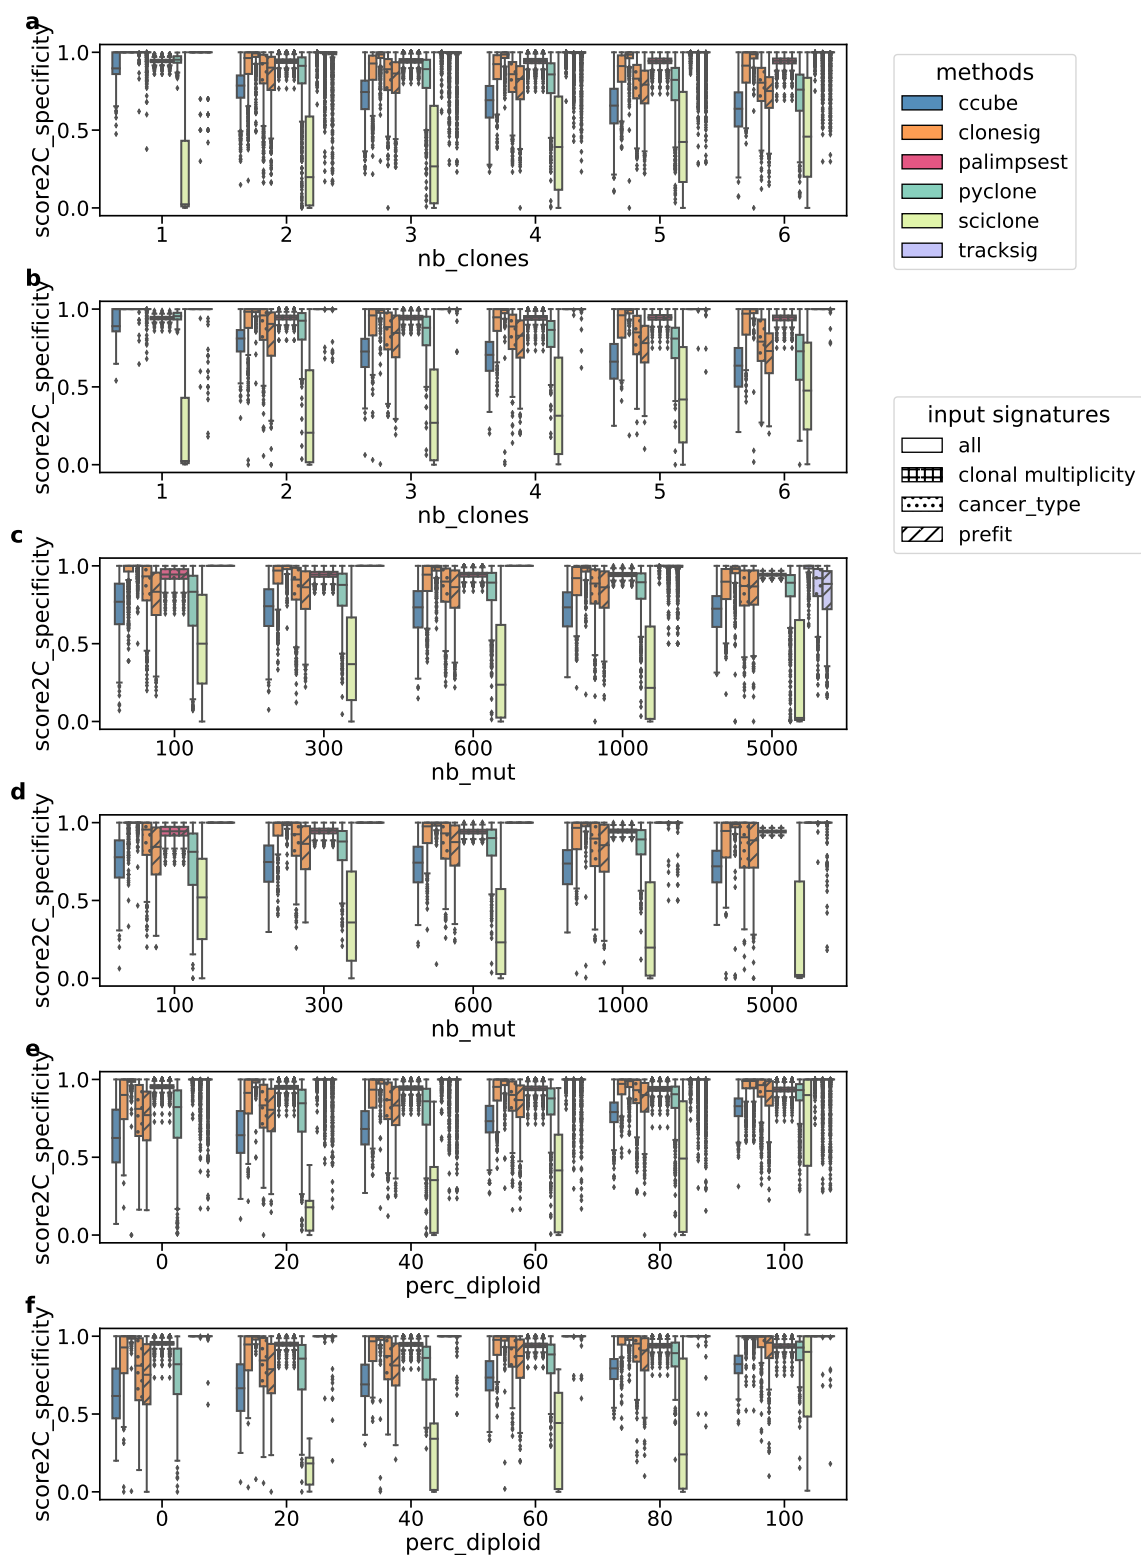 a
score2C_specificity
1.0
0.5
0.0
1 2 3 4 5 6
nb_clones
methods
ccube
clonesig
palimpsest
pyclone
sciclone
tracksig
b
score2C_specificity
1.0
0.5
0.0
1 2 3 4 5 6
nb_clones
input signatures
all
clonal multiplicity
cancer_type
prefit
c
score2C_specificity
1.0
0.5
0.0
100 300 600 1000 5000
nb_mut
d
score2C_specificity
1.0
0.5
0.0
100 300 600 1000 5000
nb_mut
e
score2C_specificity
1.0
0.5
0.0
0 20 40 60 80 100
perc_diploid
f
score2C_specificity
1.0
0.5
0.0
0 20 40 60 80 100
perc_diploid